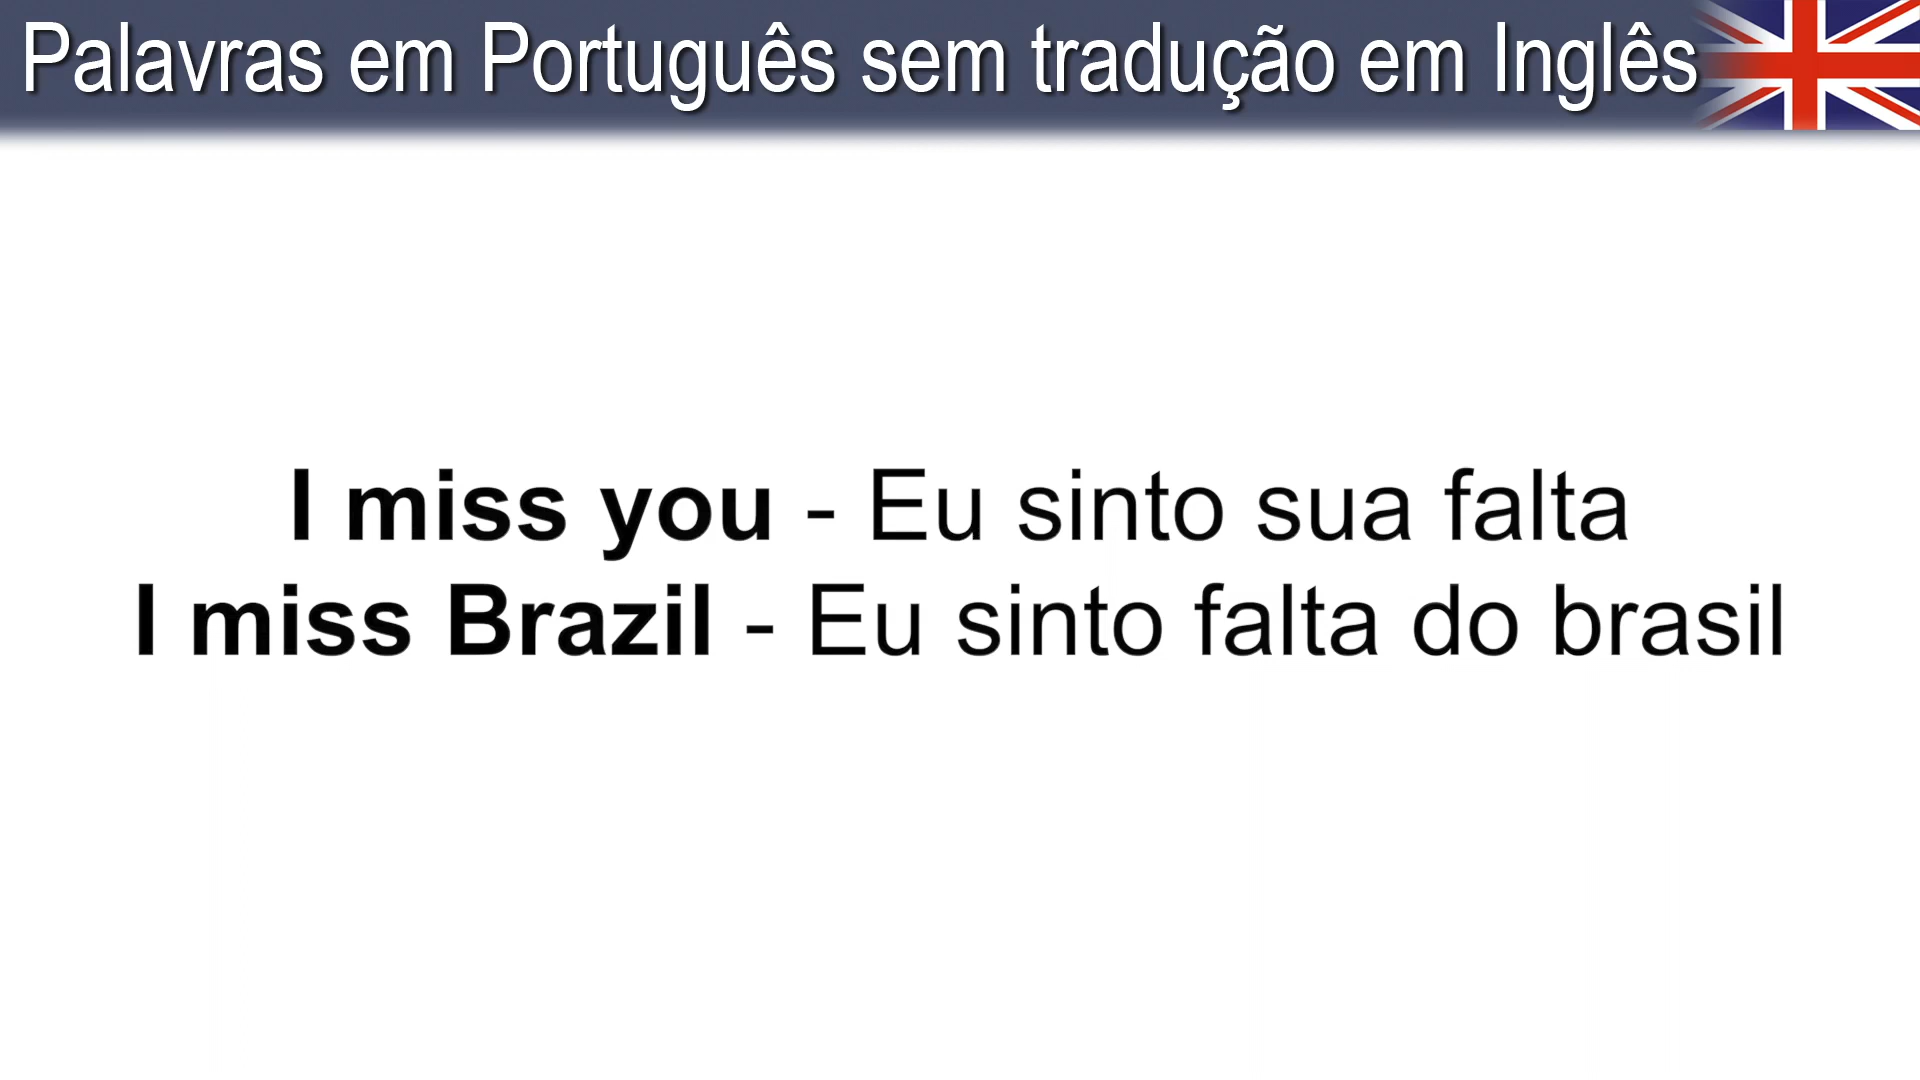 Palavras em Português sem tradução em Inglês
I miss you - Eu sinto sua falta
I miss Brazil - Eu sinto falta do brasil